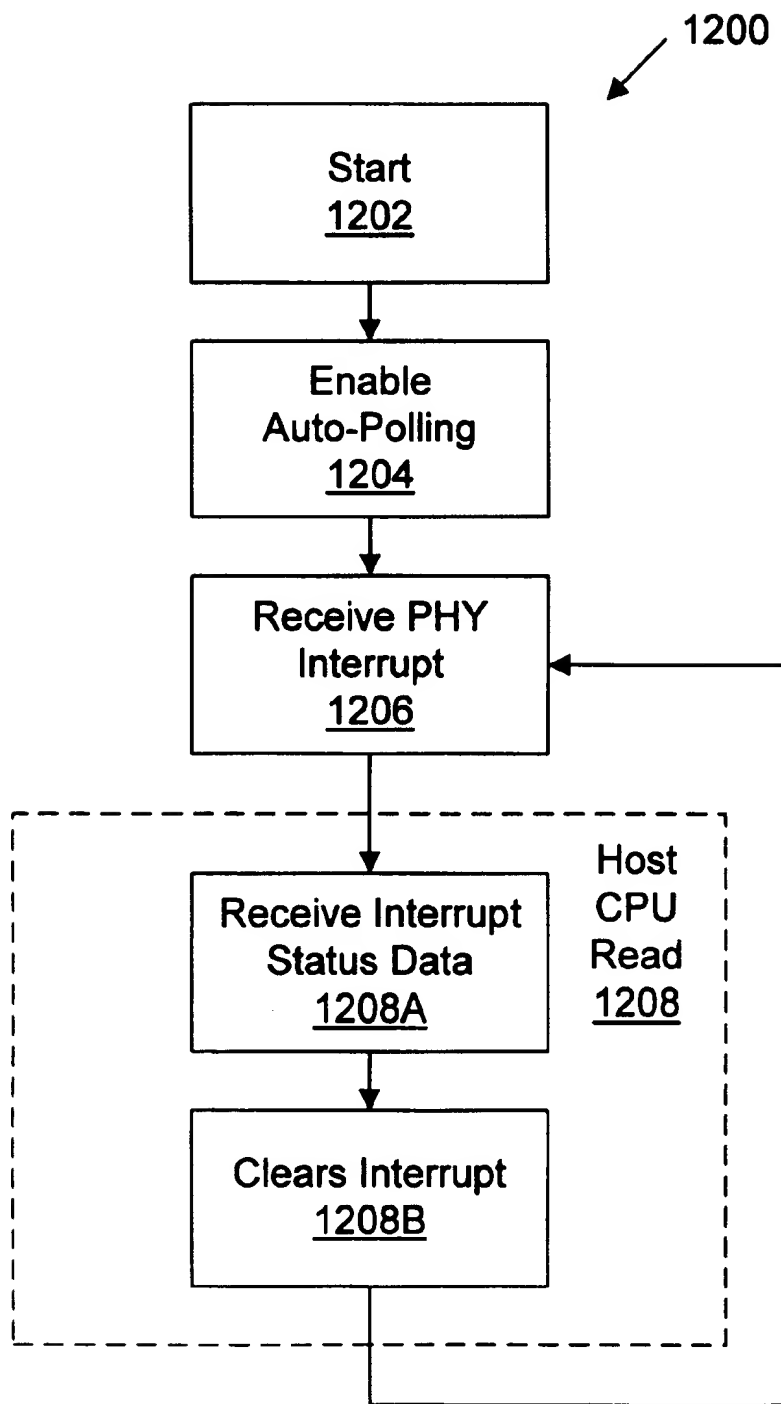 1200
Start
1202
Enable
Auto-Polling
1204
Receive PHY
Interrupt
1206
Host
CPU
Read
1208
Receive Interrupt
Status Data
1208A
Clears Interrupt
1208B